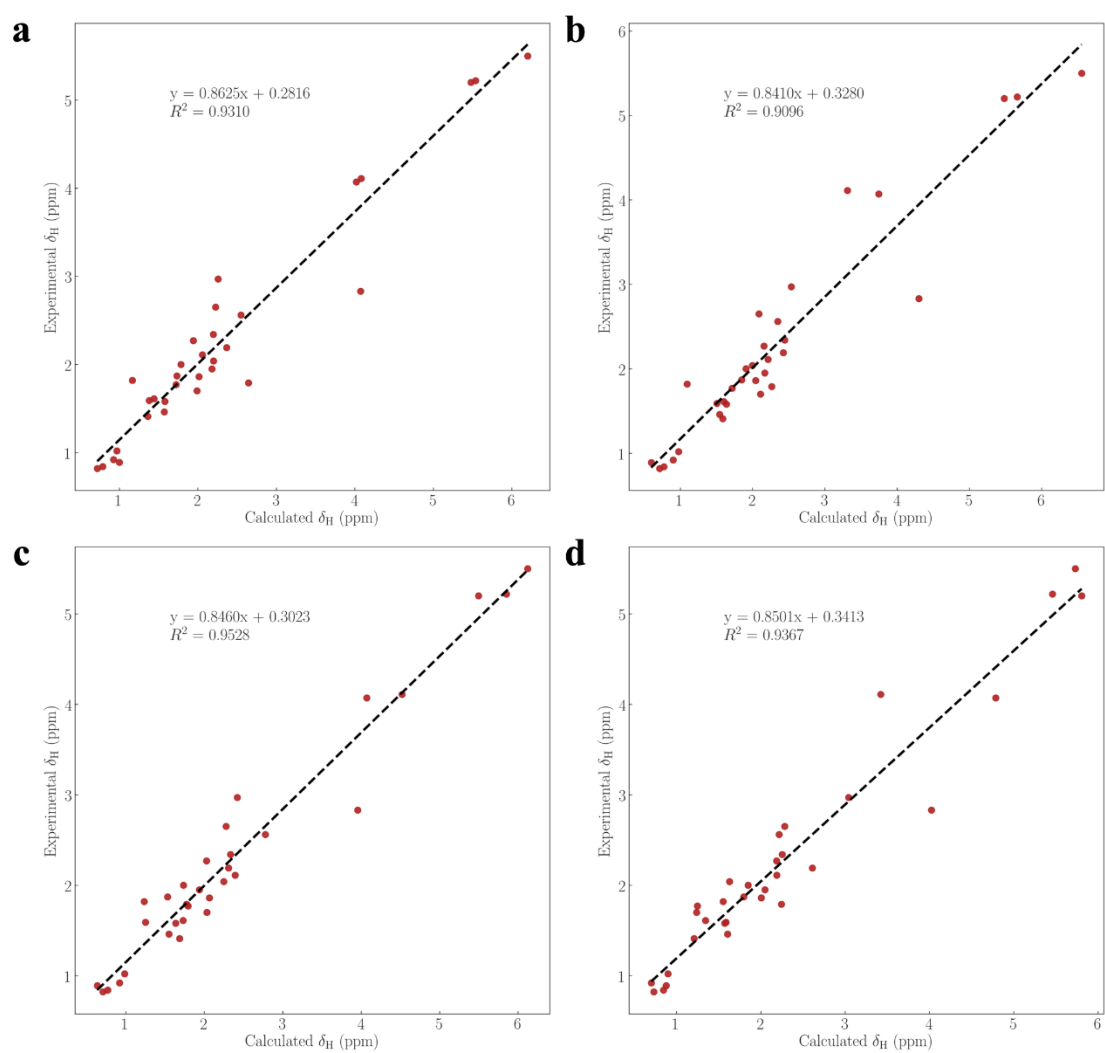 a
y = 0.8625x + 0.2816
R² = 0.9310
Experimental δH (ppm)
5
4
3
2
1
1 2 3 4 5 6
Calculated δH (ppm)
b
y = 0.8410x + 0.3280
R² = 0.9096
Experimental δH (ppm)
6
5
4
3
2
1
1 2 3 4 5 6
Calculated δH (ppm)
c
y = 0.8460x + 0.3023
R² = 0.9528
Experimental δH (ppm)
5
4
3
2
1
1 2 3 4 5 6
Calculated δH (ppm)
d
y = 0.8501x + 0.3413
R² = 0.9367
Experimental δH (ppm)
5
4
3
2
1
1 2 3 4 5 6
Calculated δH (ppm)